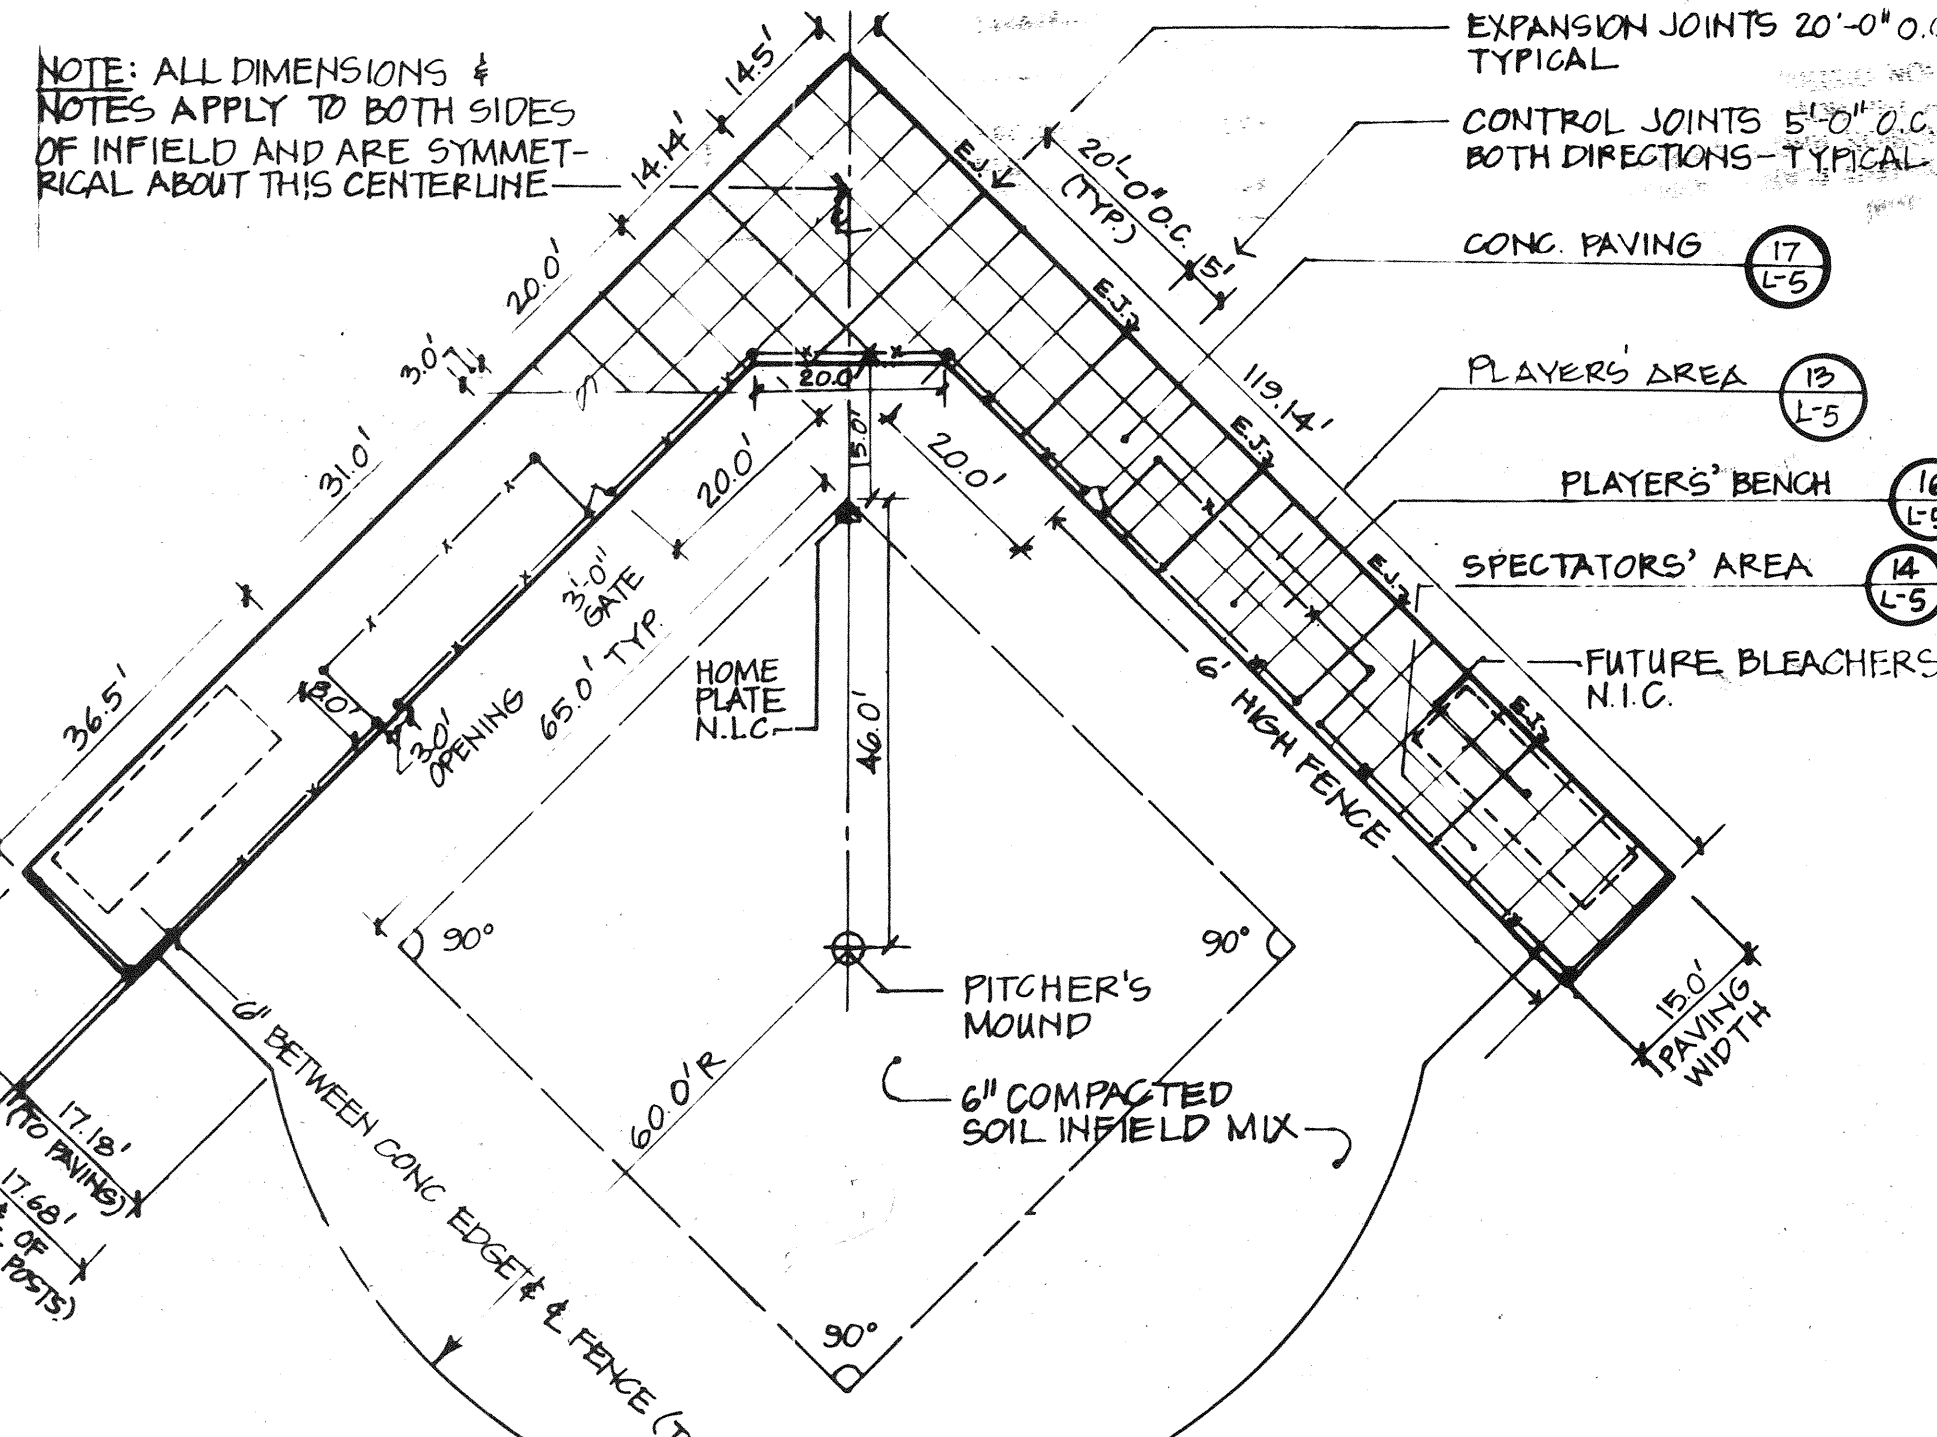 NOTE: ALL DIMENSIONS &
NOTES APPLY TO BOTH SIDES
OF INFIELD AND ARE SYMMET-
RICAL ABOUT THIS CENTERLINE
14.5'
14.14'
20.0'
3.0'
31.0'
36.5'
EXPANSION JOINTS 20'-0" O.C
TYPICAL
CONTROL JOINTS 5'-0" O.C.
BOTH DIRECTIONS-TYPICAL
CONC. PAVING
17
L-5
PLAYERS' AREA
13
L-5
PLAYERS' BENCH
16
L-5
SPECTATORS' AREA
14
L-5
FUTURE BLEACHERS
N.I.C.
E.J.
20'-0" O.C.
(TYP.)
5'
E.J.
E.J.
E.J.
E.J.
119.14'
20.0'
15.0'
20.0'
20.0'
3'-0"
GATE
65.0' TYP.
3.0'
3.0'
OPENING
HOME
PLATE
N.I.C.
46.0'
6' HIGH FENCE
90°
90°
90°
PITCHER'S
MOUND
60.0' R
6" COMPACTED
SOIL INFIELD MIX
15.0'
PAVING
WIDTH
6" BETWEEN CONC. EDGE & ℄ FENCE (T
17.18'
(TO PAVING)
17.68'
℄ OF
POSTS)